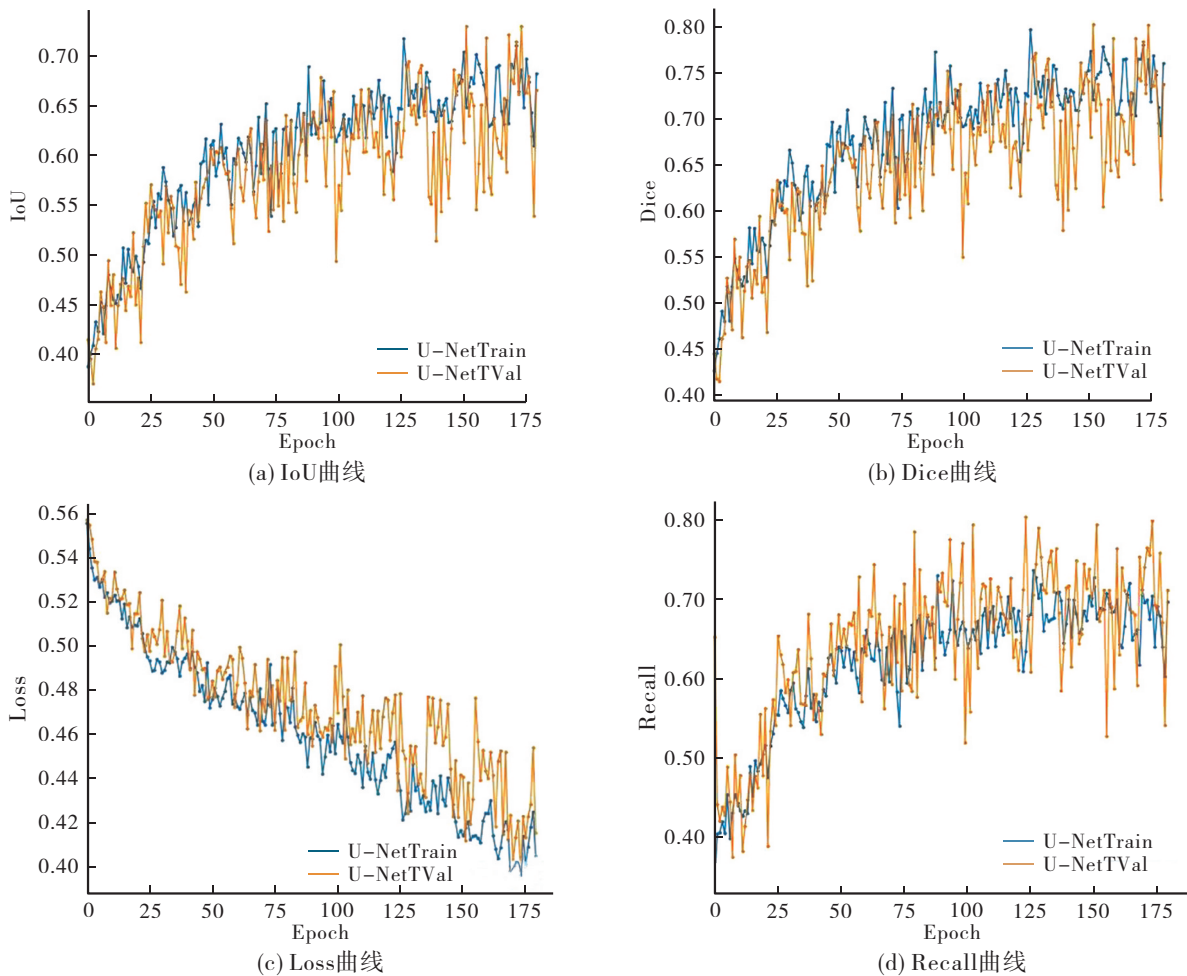 IoU
0.70
0.65
0.60
0.55
0.50
0.45
0.40
U-NetTrain
U-NetTVal
0 25 50 75 100 125 150 175
Epoch
(a) IoU曲线
Dice
0.80
0.75
0.70
0.65
0.60
0.55
0.50
0.45
0.40
U-NetTrain
U-NetTVal
0 25 50 75 100 125 150 175
Epoch
(b) Dice曲线
Loss
0.56
0.54
0.52
0.50
0.48
0.46
0.44
0.42
0.40
U-NetTrain
U-NetTVal
0 25 50 75 100 125 150 175
Epoch
(c) Loss曲线
Recall
0.80
0.70
0.60
0.50
0.40
U-NetTrain
U-NetTVal
0 25 50 75 100 125 150 175
Epoch
(d) Recall曲线